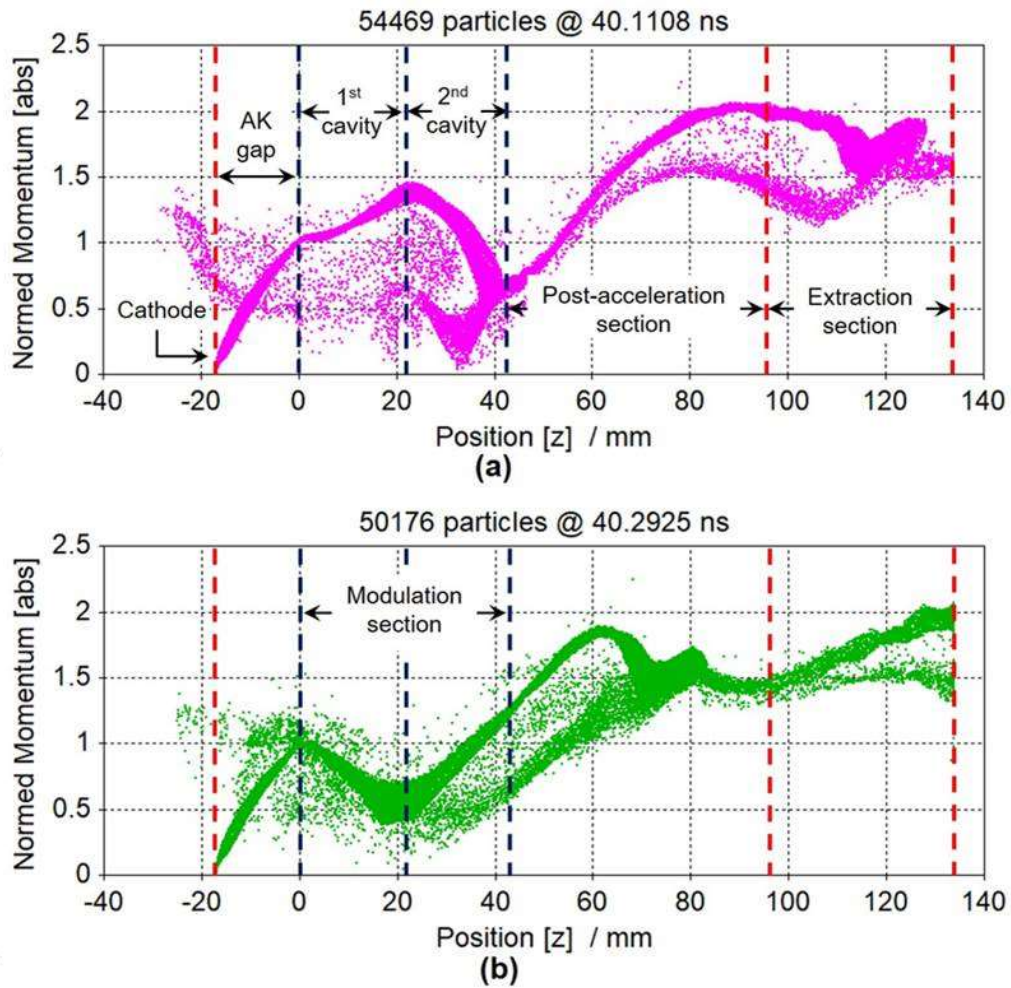 54469 particles @ 40.1108 ns
Normed Momentum [abs]
2.5
2
1.5
1
0.5
0
AK
gap
1st
cavity
2nd
cavity
Cathode
Post-acceleration
section
Extraction
section
-40 -20 0 20 40 60 80 100 120 140
Position [z] / mm
(a)
50176 particles @ 40.2925 ns
Normed Momentum [abs]
2.5
2
1.5
1
0.5
0
Modulation
section
-40 -20 0 20 40 60 80 100 120 140
Position [z] / mm
(b)